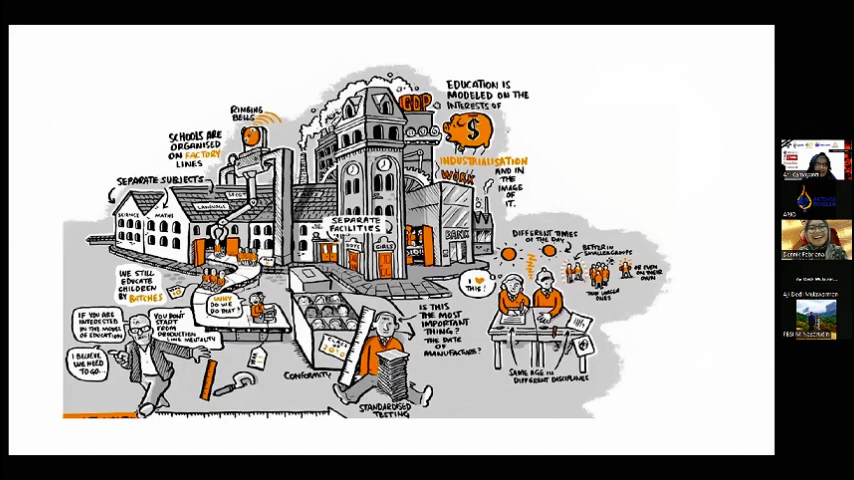 RINGING
BELLS
SCHOOLS ARE
ORGANISED
ON FACTORY
LINES
SEPARATE SUBJECTS
SCIENCE
MATHS
LANGUAGE
GDP
EDUCATION IS
MODELED ON THE
INTERESTS OF
$
INDUSTRIALISATION
WORK
AND IN
THE
IMAGE
OF
IT.
BANK
SEPARATE
FACILITIES
BOYS
GIRLS
WE STILL
EDUCATE
CHILDREN
BY BATCHES
WHY
DO WE
DO THAT?
IF YOU ARE
INTERESTED
IN THE MODEL
OF EDUCATION
YOU DON'T
START
FROM
PRODUCTION
LINE MENTALITY
I BELIEVE
WE NEED
TO GO...
CONFORMITY
STANDARDISED
TESTING
IS THIS
THE MOST
IMPORTANT
THING?
THE DATE
OF
MANUFACTURE?
I
THIS!
DIFFERENT TIMES
OF THE DAY
BETTER IN
SMALLER GROUPS
THAN LARGER
ONES
OR EVEN
ON THEIR
OWN
SAME AGE IN
DIFFERENT DISCIPLINES